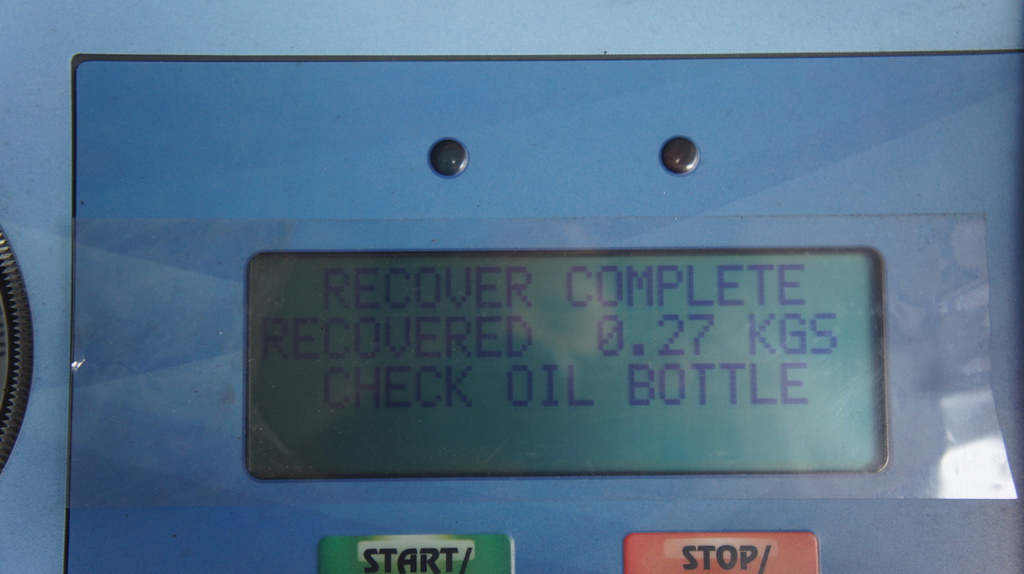 RECOVER COMPLETE
RECOVERED 0.27 KGS
CHECK OIL BOTTLE
START/ STOP/